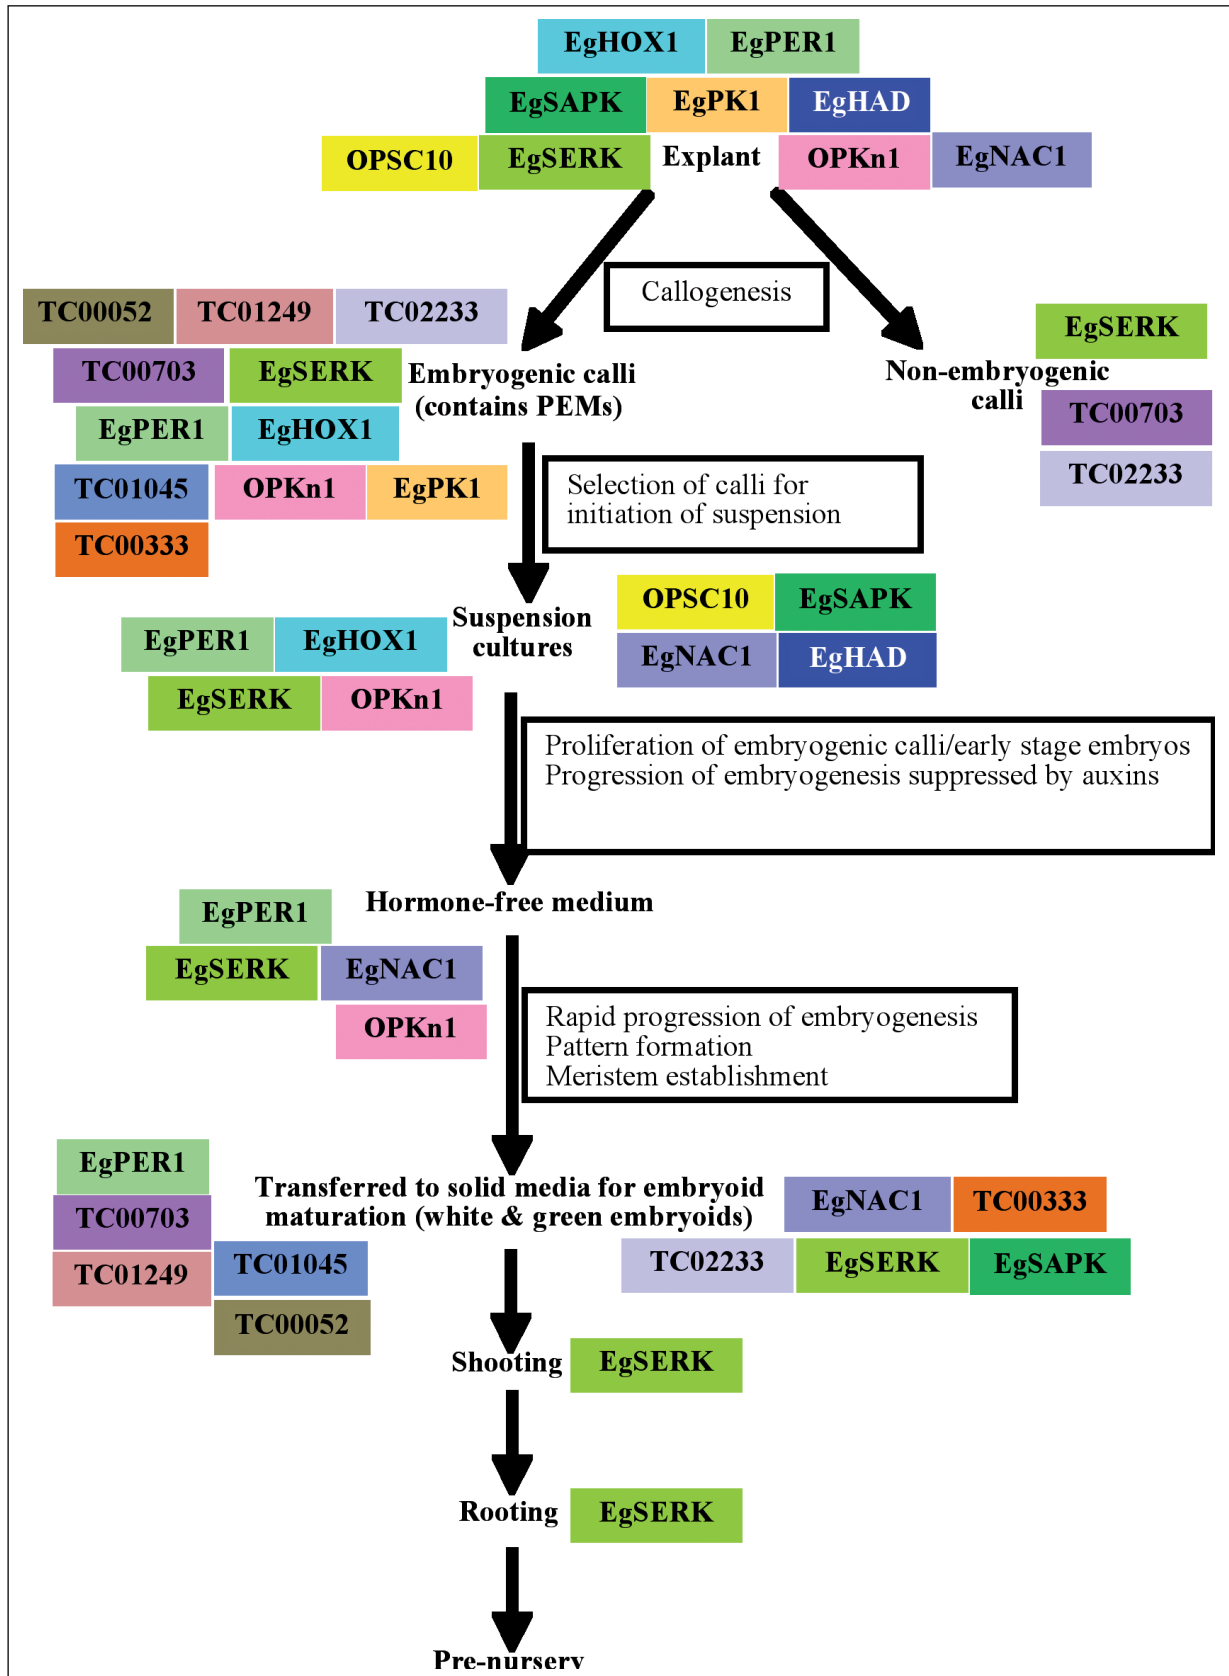 EgHOX1 EgPER1
EgSAPK EgPK1 EgHAD
OPSC10 EgSERK Explant OPKn1 EgNAC1
Callogenesis
TC00052 TC01249 TC02233
EgSERK
TC00703 EgSERK
Embryogenic calli
(contains PEMs)
Non-embryogenic
calli
EgPER1 EgHOX1
TC00703
TC01045 OPKn1 EgPK1
TC02233
TC00333
Selection of calli for
initiation of suspension
Suspension
cultures
EgPER1 EgHOX1
EgSERK OPKn1
OPSC10 EgSAPK
EgNAC1 EgHAD
Proliferation of embryogenic calli/early stage embryos
Progression of embryogenesis suppressed by auxins
Hormone-free medium
EgPER1
EgSERK EgNAC1
OPKn1
Rapid progression of embryogenesis
Pattern formation
Meristem establishment
EgPER1
TC00703
TC01249 TC01045
TC00052
Transferred to solid media for embryoid
maturation (white & green embryoids)
EgNAC1 TC00333
TC02233 EgSERK EgSAPK
Shooting EgSERK
Rooting EgSERK
Pre-nursery